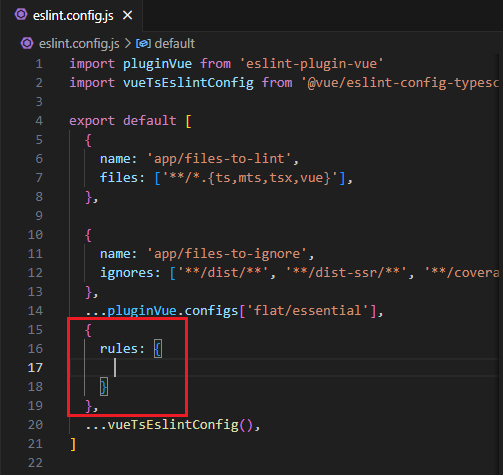 eslint.config.js ×
eslint.config.js > default
1 import pluginVue from 'eslint-plugin-vue'
2 import vueTsEslintConfig from '@vue/eslint-config-typesc
3
4 export default [
5 {
6 name: 'app/files-to-lint',
7 files: ['**/*.{ts,mts,tsx,vue}'],
8 },
9
10 {
11 name: 'app/files-to-ignore',
12 ignores: ['**/dist/**', '**/dist-ssr/**', '**/covera
13 },
14 ...pluginVue.configs['flat/essential'],
15 {
16 rules: {
17
18 }
19 },
20 ...vueTsEslintConfig(),
21 ]
22